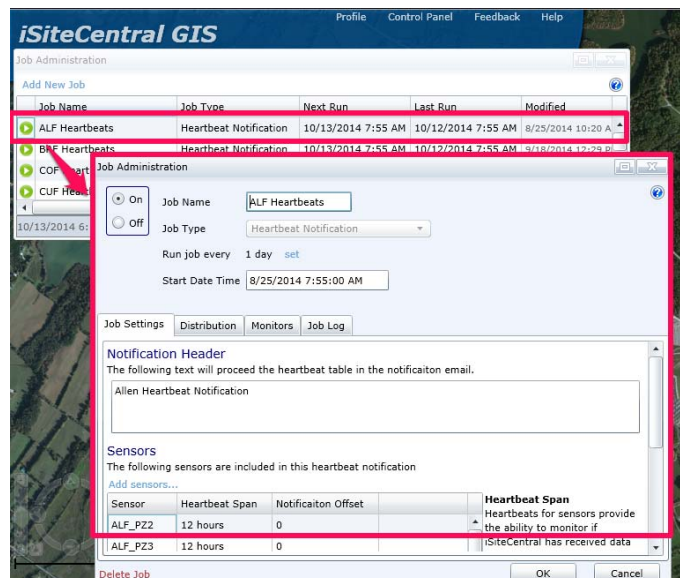 Profile Control Panel Feedback Help
iSiteCentral GIS
Job Administration
Add New Job
Job Name Job Type Next Run Last Run Modified
ALF Heartbeats Heartbeat Notification 10/13/2014 7:55 AM 10/12/2014 7:55 AM 8/25/2014 10:20 A
Heartbeat Notification 10/13/2014 7:55 AM 10/12/2014 7:55 AM 9/18/2014 12:29 P
COF
CUF
10/13/2014 6:
Job Administration
On
Off
Job Name ALF Heartbeats
Job Type Heartbeat Notification
Run job every 1 day set
Start Date Time 8/25/2014 7:55:00 AM
Job Settings Distribution Monitors Job Log
Notification Header
The following text will proceed the heartbeat table in the notificaiton email.
Allen Heartbeat Notification
Sensors
The following sensors are included in this heartbeat notification
Add sensors...
Sensor Heartbeat Span Notificaiton Offset
ALF_PZ2 12 hours 0
ALF_PZ3 12 hours 0
Heartbeat Span
Heartbeats for sensors provide
the ability to monitor if
iSiteCentral has received data
Delete Job OK Cancel